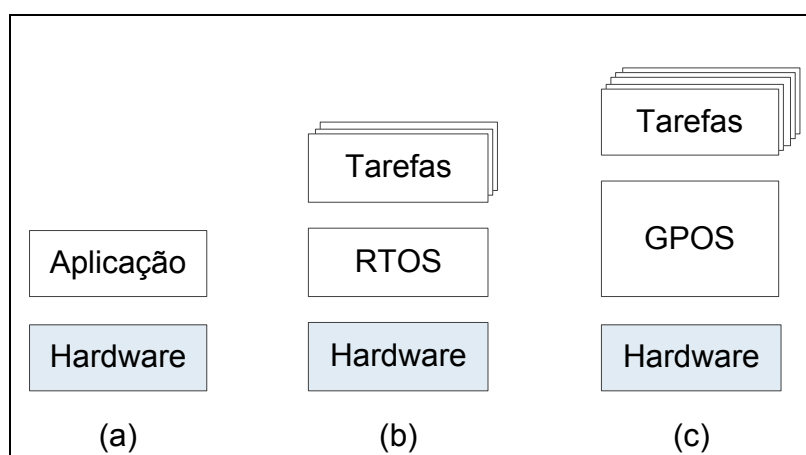 Aplicação
Hardware
(a)
Tarefas
RTOS
Hardware
(b)
Tarefas
GPOS
Hardware
(c)